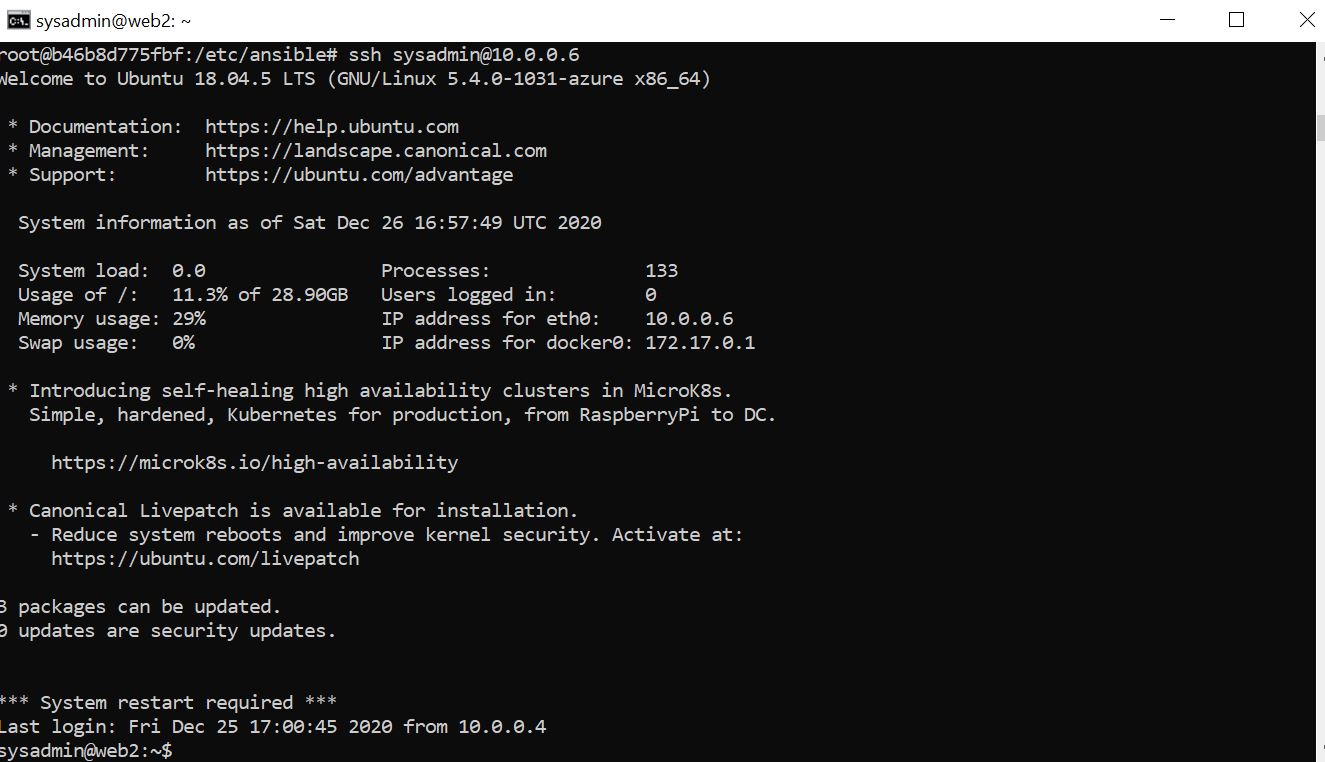 sysadmin@web2: ~
root@b46b8d775fbf:/etc/ansible# ssh sysadmin@10.0.0.6
Welcome to Ubuntu 18.04.5 LTS (GNU/Linux 5.4.0-1031-azure x86_64)
* Documentation:  https://help.ubuntu.com
* Management:     https://landscape.canonical.com
* Support:        https://ubuntu.com/advantage
System information as of Sat Dec 26 16:57:49 UTC 2020
System load:  0.0                Processes:              133
Usage of /:   11.3% of 28.90GB   Users logged in:        0
Memory usage: 29%                IP address for eth0:    10.0.0.6
Swap usage:   0%                 IP address for docker0: 172.17.0.1
* Introducing self-healing high availability clusters in MicroK8s.
Simple, hardened, Kubernetes for production, from RaspberryPi to DC.
https://microk8s.io/high-availability
* Canonical Livepatch is available for installation.
- Reduce system reboots and improve kernel security. Activate at:
https://ubuntu.com/livepatch
3 packages can be updated.
0 updates are security updates.
*** System restart required ***
Last login: Fri Dec 25 17:00:45 2020 from 10.0.0.4
sysadmin@web2:~$